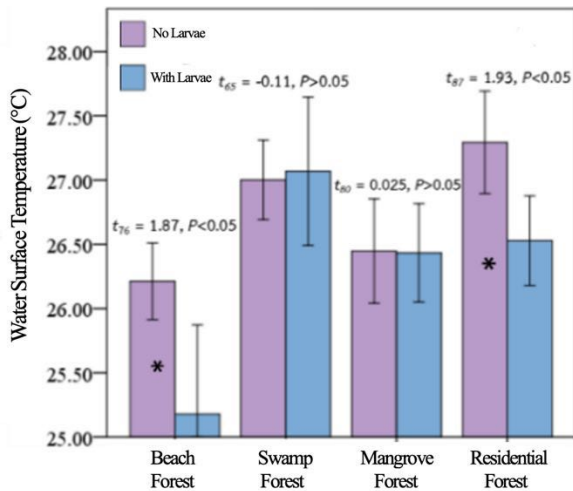 No Larvae
With Larvae
Water Surface Temperature (°C)
28.00
27.50
27.00
26.50
26.00
25.50
25.00
t76 = 1.87, P<0.05
t65 = -0.11, P>0.05
t80 = 0.025, P>0.05
t87 = 1.93, P<0.05
*
*
Beach
Forest
Swamp
Forest
Mangrove
Forest
Residential
Forest